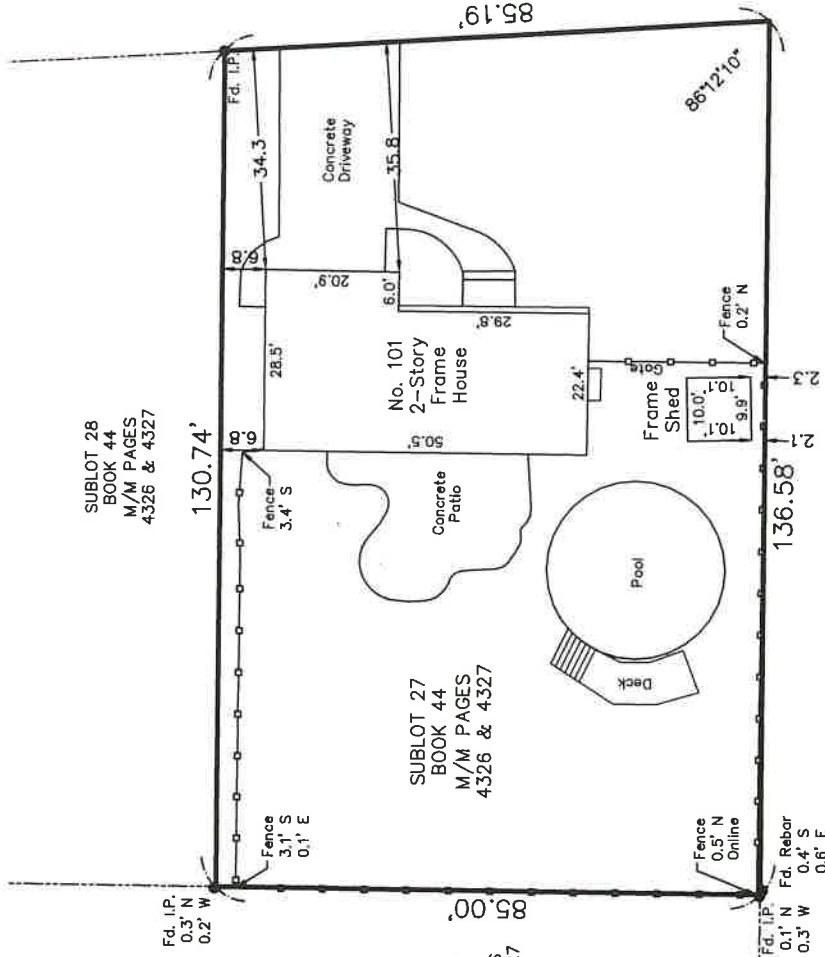 85.19'
SUBLOT 28
BOOK 44
M/M PAGES
4326 & 4327
130.74'
Fd. I.P.
34.3
Concrete
Driveway
35.8
86°12'10"
6.8
6.8
28.5'
20.9'
6.0'
29.8'
No. 101
2-Story
Frame
House
22.4'
50.5'
Fence
3.4' S
Concrete
Patio
Gate
Fence
0.2' N
Frame
Shed
10.0'
10.1'
10.1'
9.9'
2.3
2.1
136.58'
Pool
Deck
SUBLOT 27
BOOK 44
M/M PAGES
4326 & 4327
Fence
3.1' S
0.1' E
Fd. I.P.
0.3' N
0.2' W
85.00'
Fence
0.5' N
Online
Fd. I.P.
0.1' N
0.3' W
Fd. Rebar
0.4' S
0.6' E